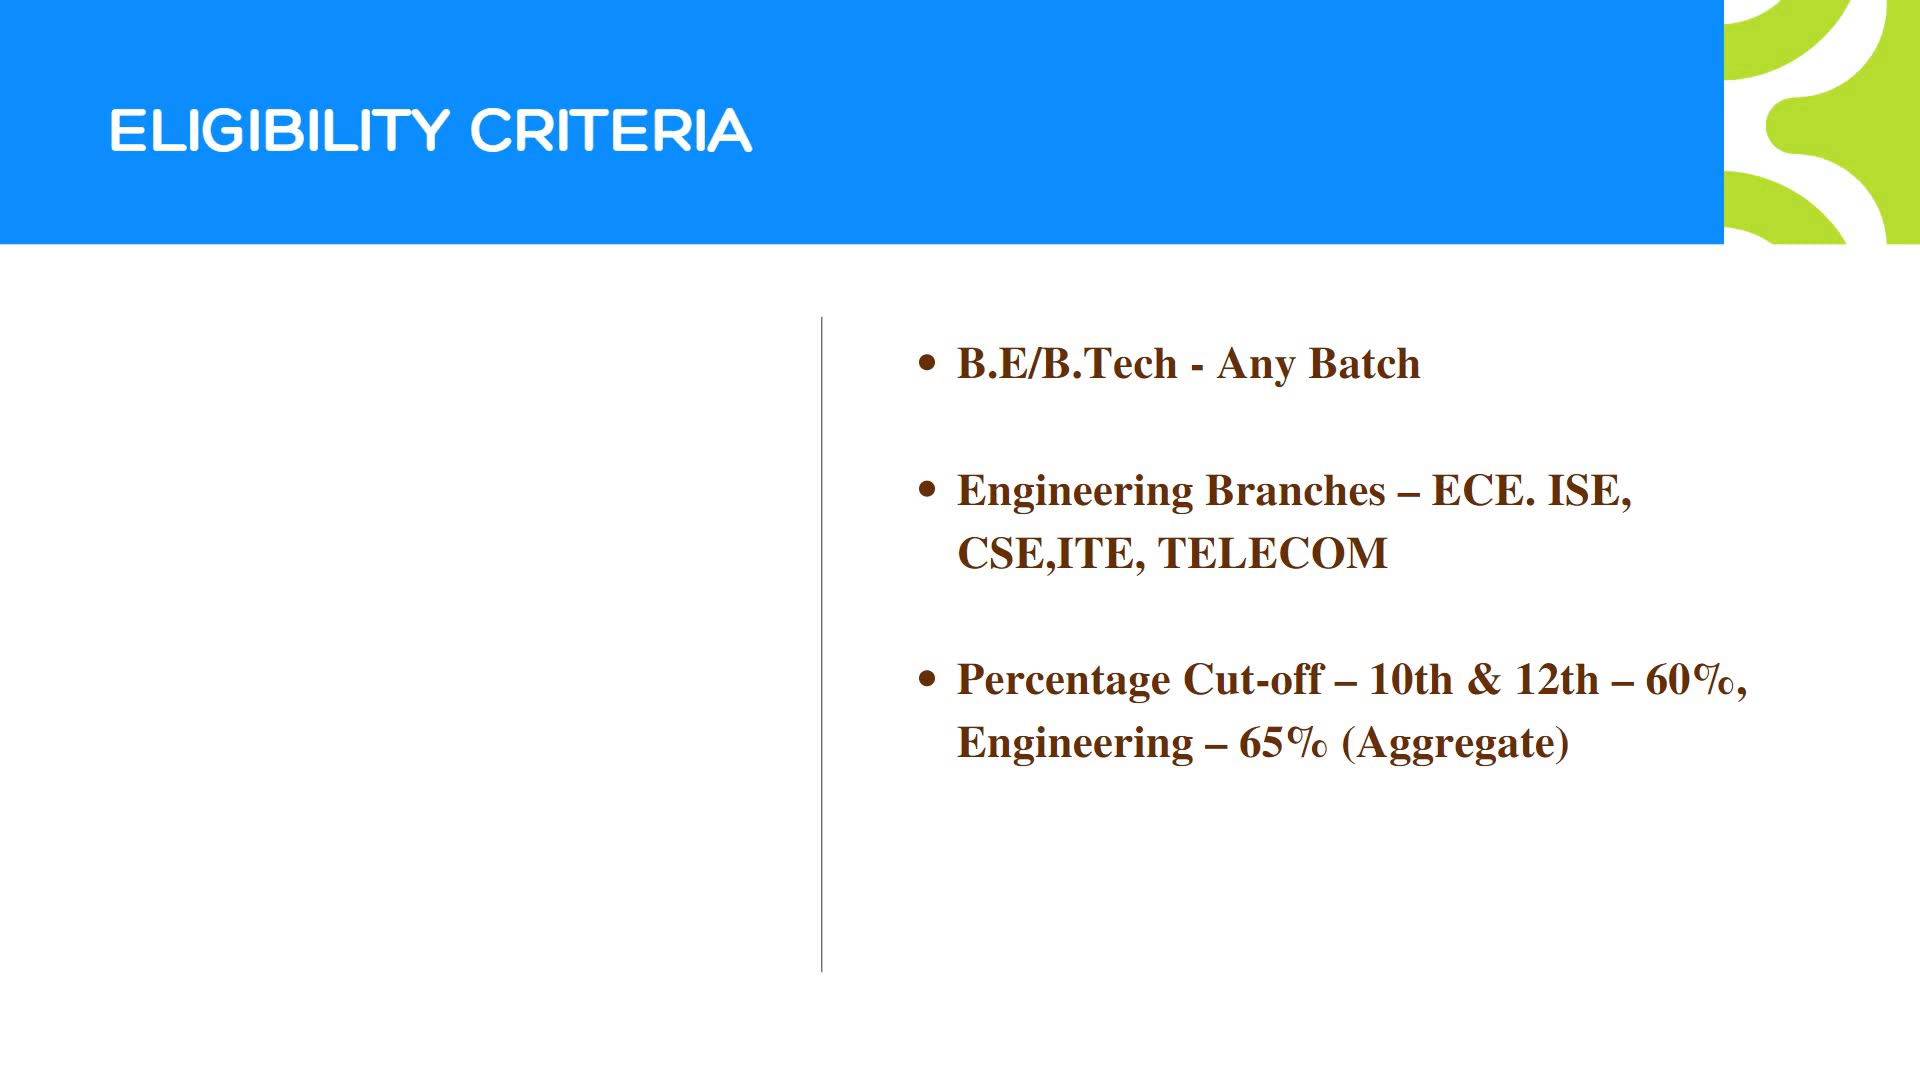 ELIGIBILITY CRITERIA
• B.E/B.Tech - Any Batch
• Engineering Branches – ECE. ISE,
CSE,ITE, TELECOM
• Percentage Cut-off – 10th & 12th – 60%,
Engineering – 65% (Aggregate)